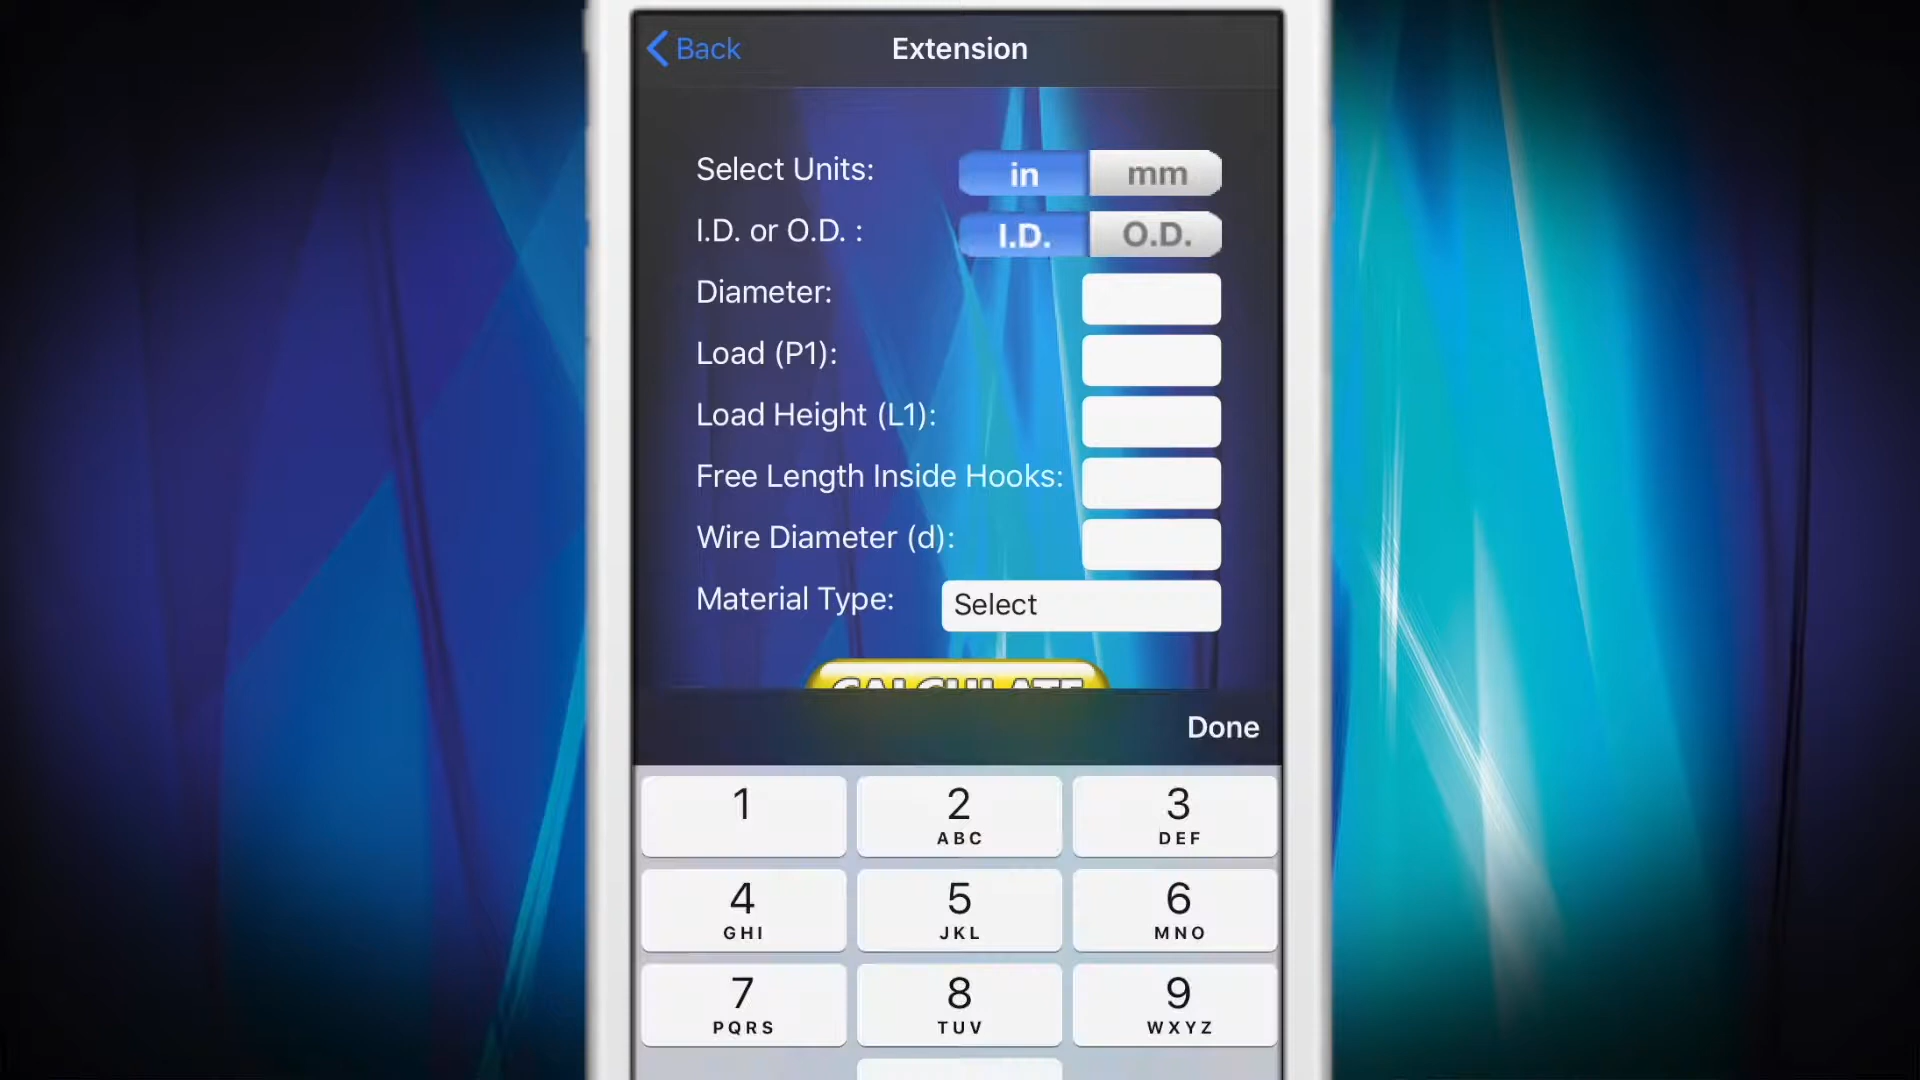 Back Extension
Select Units: in mm
I.D. or O.D. : I.D. O.D.
Diameter:
Load (P1):
Load Height (L1):
Free Length Inside Hooks:
Wire Diameter (d):
Material Type: Select
CALCULATE
Done
1 2 3
ABC DEF
4 5 6
GHI JKL MNO
7 8 9
PQRS TUV WXYZ